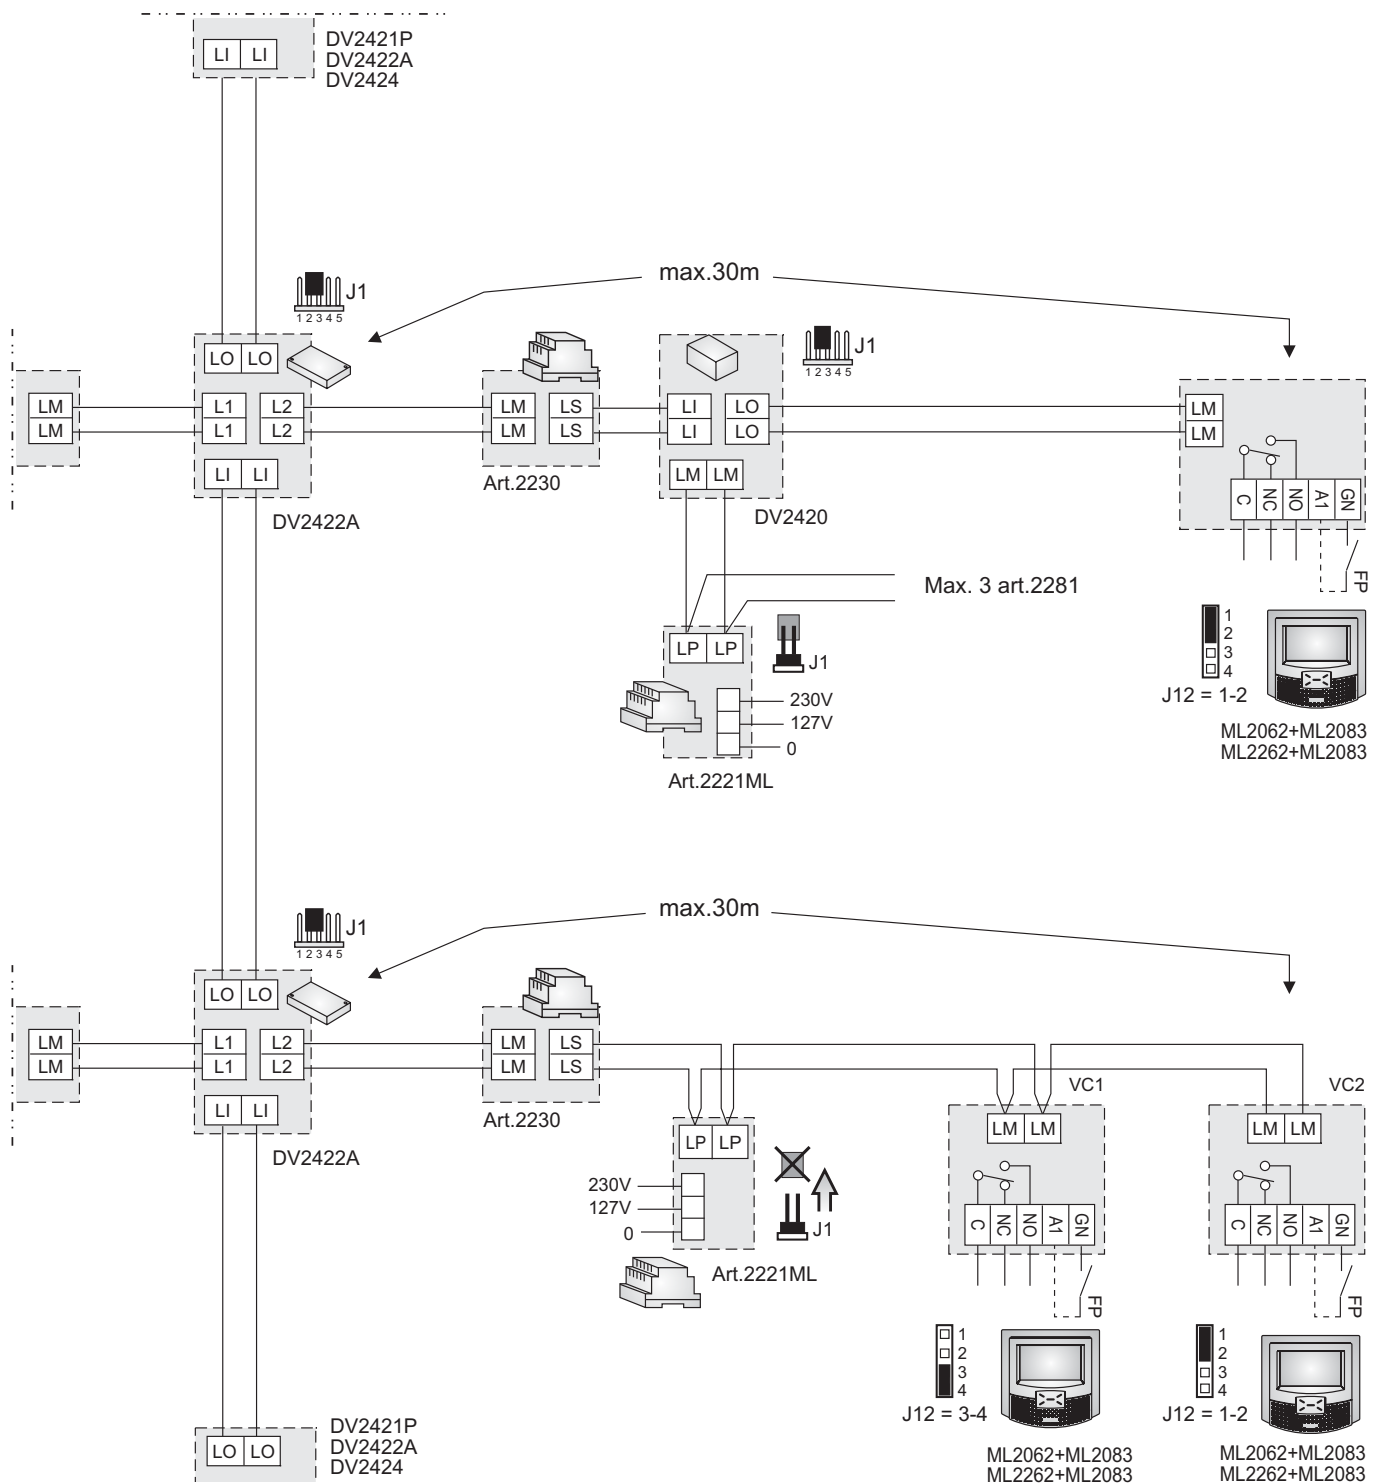 LI LI
DV2421P
DV2422A
DV2424
max.30m
J1
1 2 3 4 5
J1
1 2 3 4 5
LO LO
LM
LM
L1
L1
L2
L2
LI LI
DV2422A
LM
LM
LS
LS
Art.2230
LI
LI
LO
LO
LM LM
DV2420
LM
LM
C NC NO A1 GN
FP
Max. 3 art.2281
LP LP
J1
230V
127V
0
Art.2221ML
1
2
3
4
J12 = 1-2
ML2062+ML2083
ML2262+ML2083
max.30m
J1
1 2 3 4 5
LO LO
LM
LM
L1
L1
L2
L2
LI LI
DV2422A
LM
LM
LS
LS
Art.2230
LP LP
230V
127V
0
J1
Art.2221ML
VC1
LM LM
C NC NO A1 GN
FP
VC2
LM LM
C NC NO A1 GN
FP
1
2
3
4
J12 = 3-4
ML2062+ML2083
ML2262+ML2083
1
2
3
4
J12 = 1-2
ML2062+ML2083
ML2262+ML2083
LO LO
DV2421P
DV2422A
DV2424